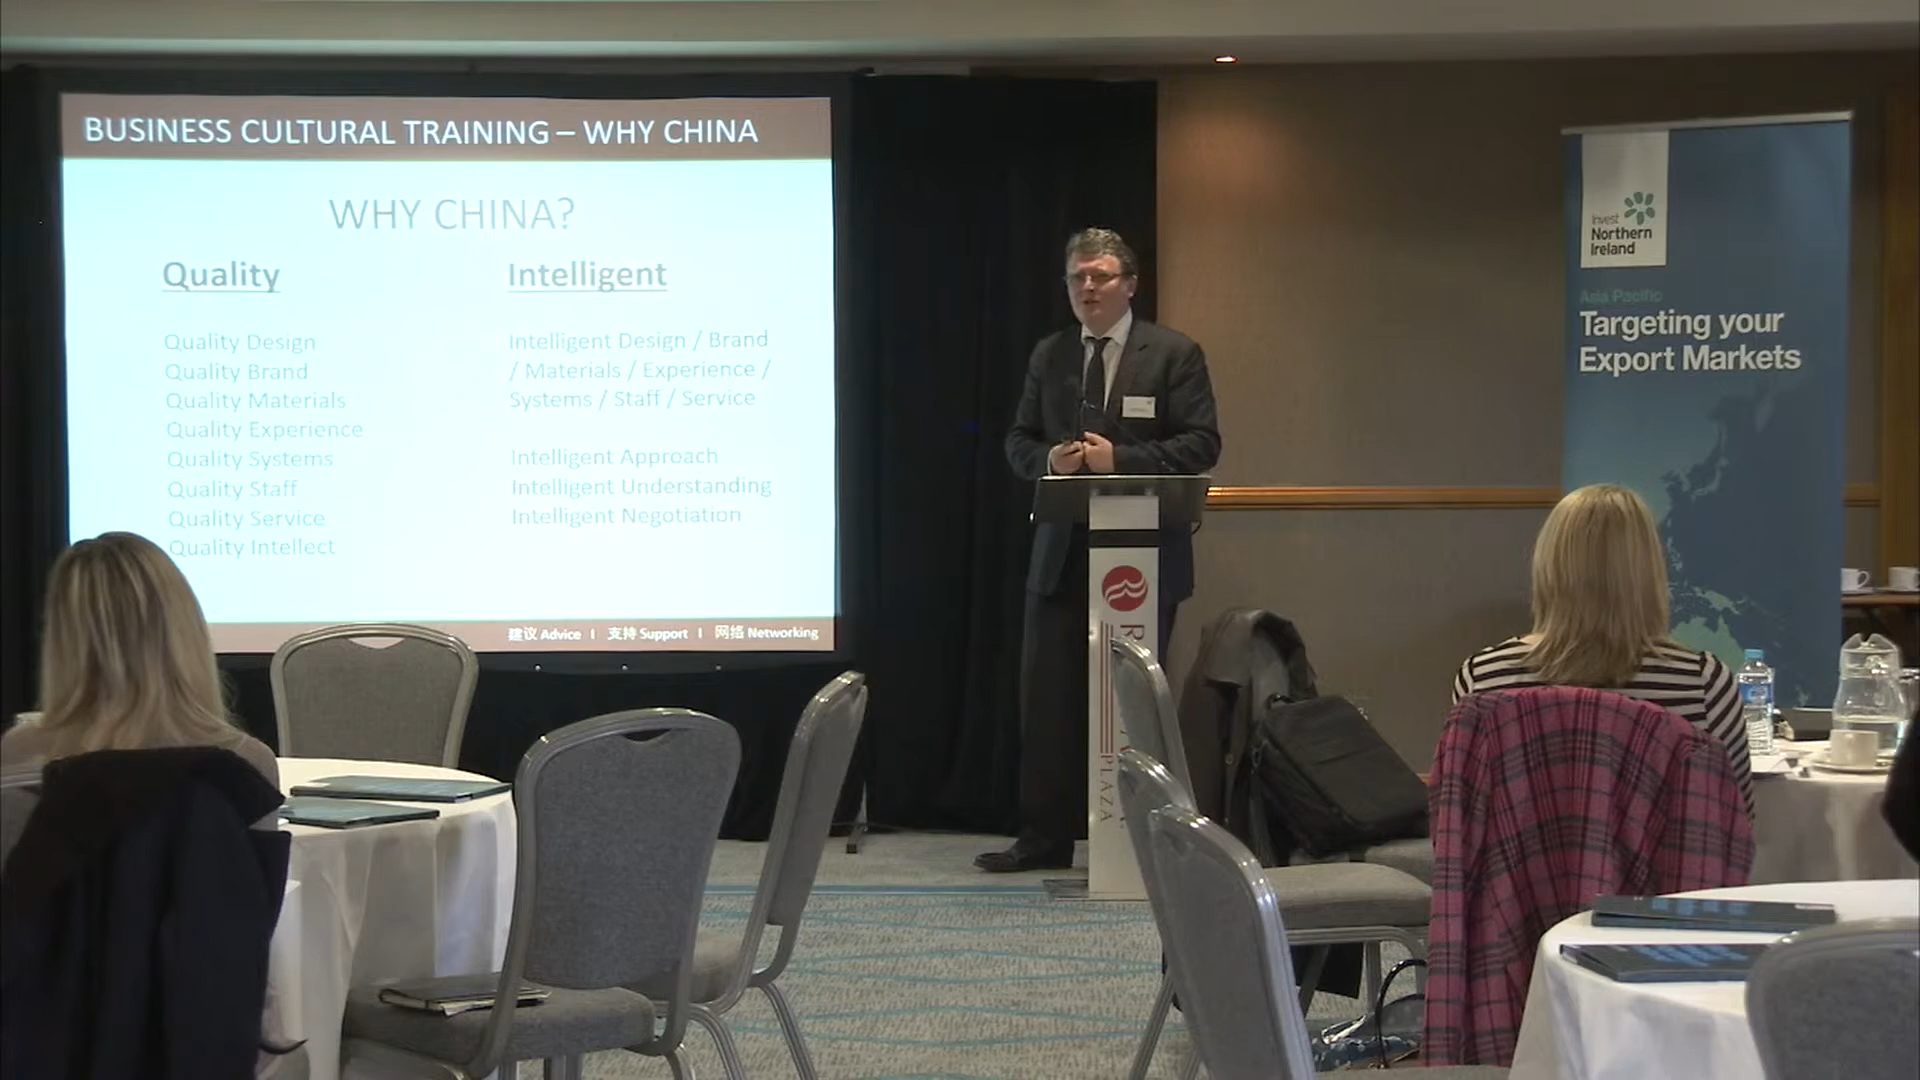 BUSINESS CULTURAL TRAINING – WHY CHINA
WHY CHINA?
Quality
Quality Design
Quality Brand
Quality Materials
Quality Experience
Quality Systems
Quality Staff
Quality Service
Quality Intellect
Intelligent
Intelligent Design / Brand
/ Materials / Experience /
Systems / Staff / Service
Intelligent Approach
Intelligent Understanding
Intelligent Negotiation
建议 Advice I 支持 Support I 网络 Networking
PLAZA
Invest
Northern
Ireland
Asia Pacific
Targeting your
Export Markets